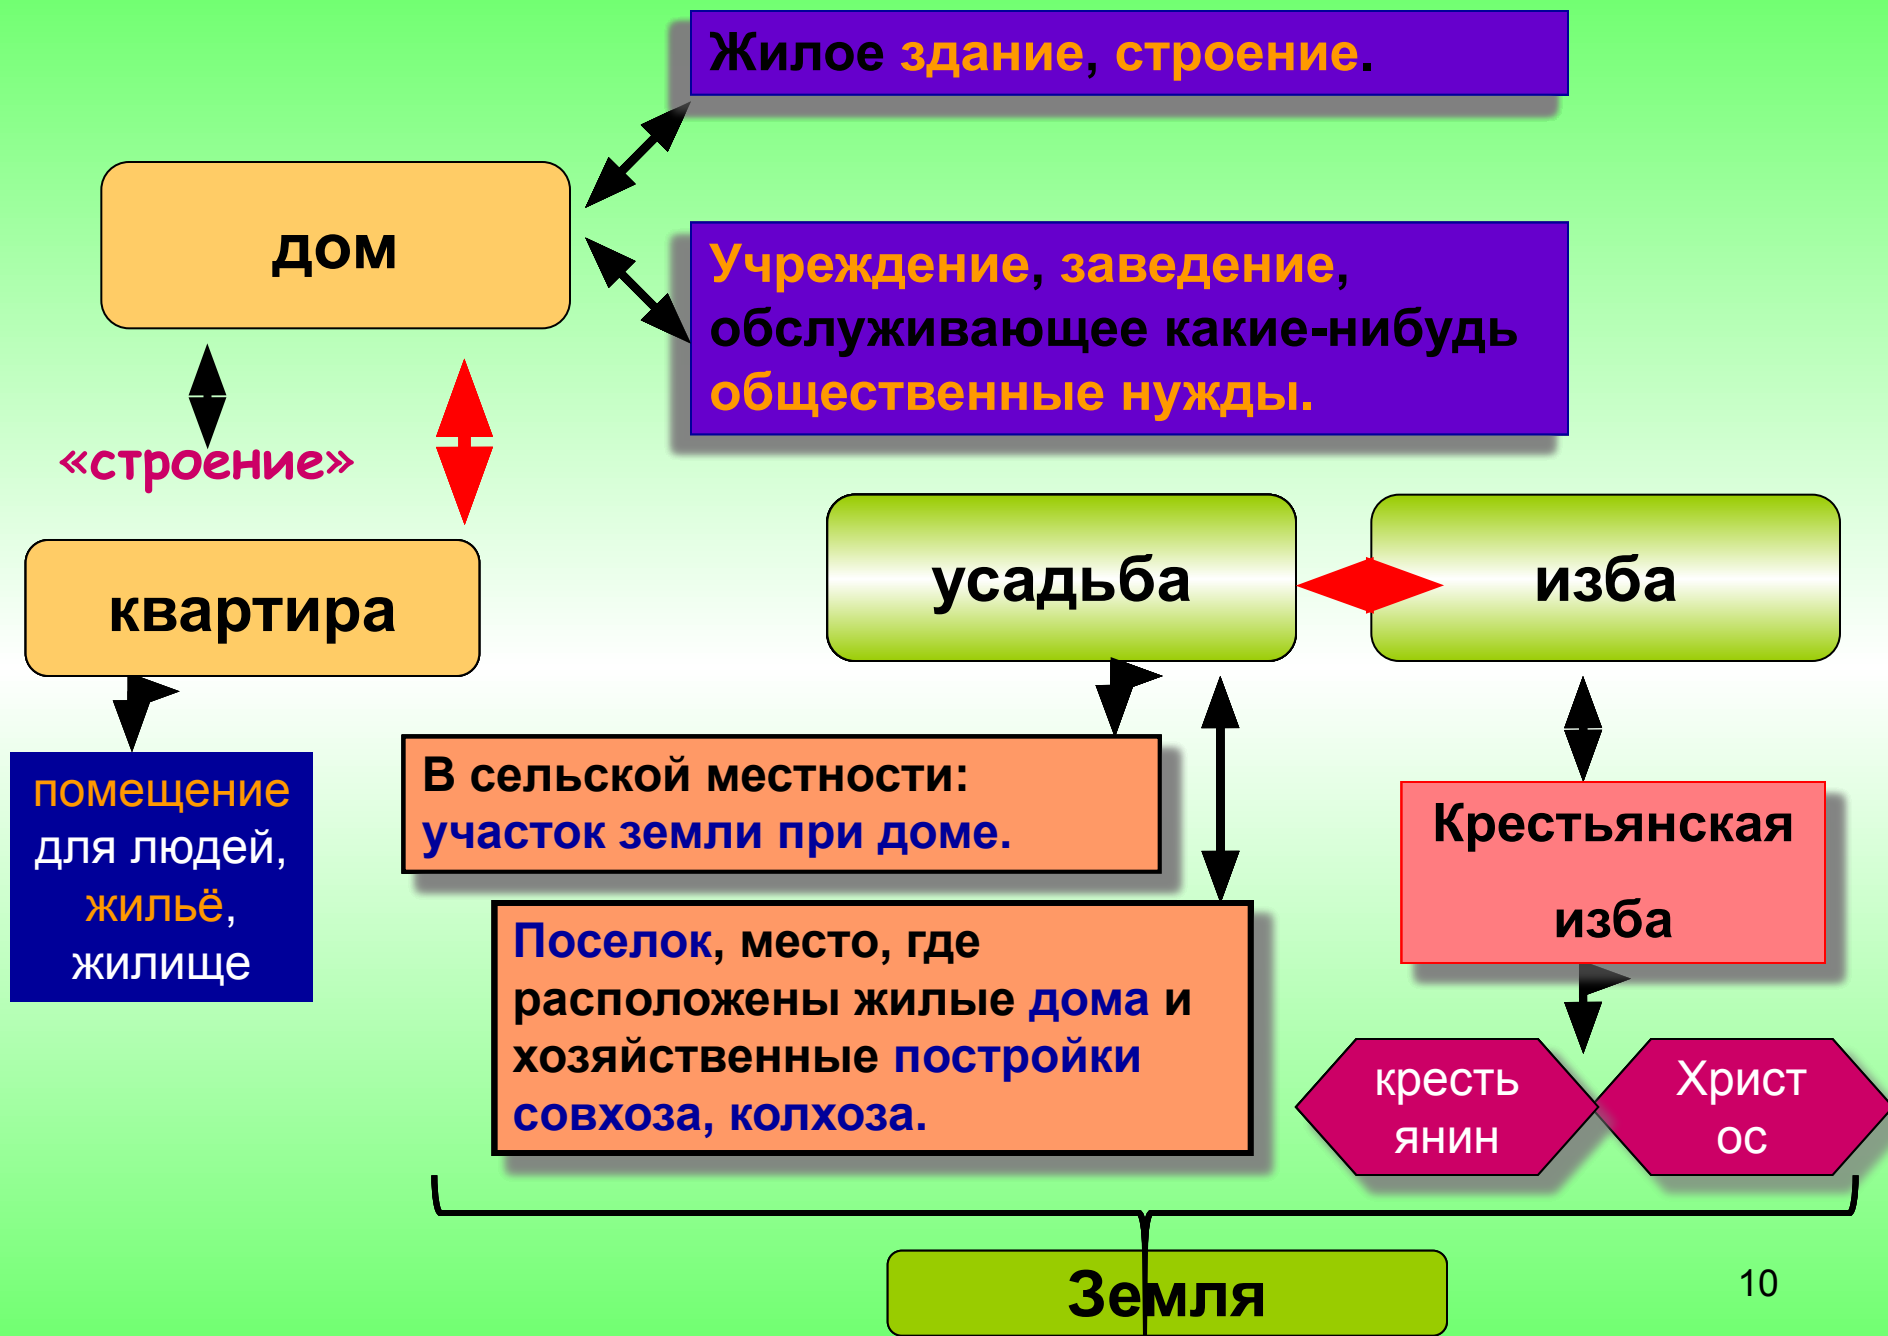 Жилое здание, строение.
дом
Учреждение, заведение,
обслуживающее какие-нибудь
общественные нужды.
«строение»
квартира
усадьба
изба
помещение
для людей,
жильё,
жилище
В сельской местности:
участок земли при доме.
Поселок, место, где
расположены жилые дома и
хозяйственные постройки
совхоза, колхоза.
Крестьянская
изба
кресть
янин
Христ
ос
Земля
10